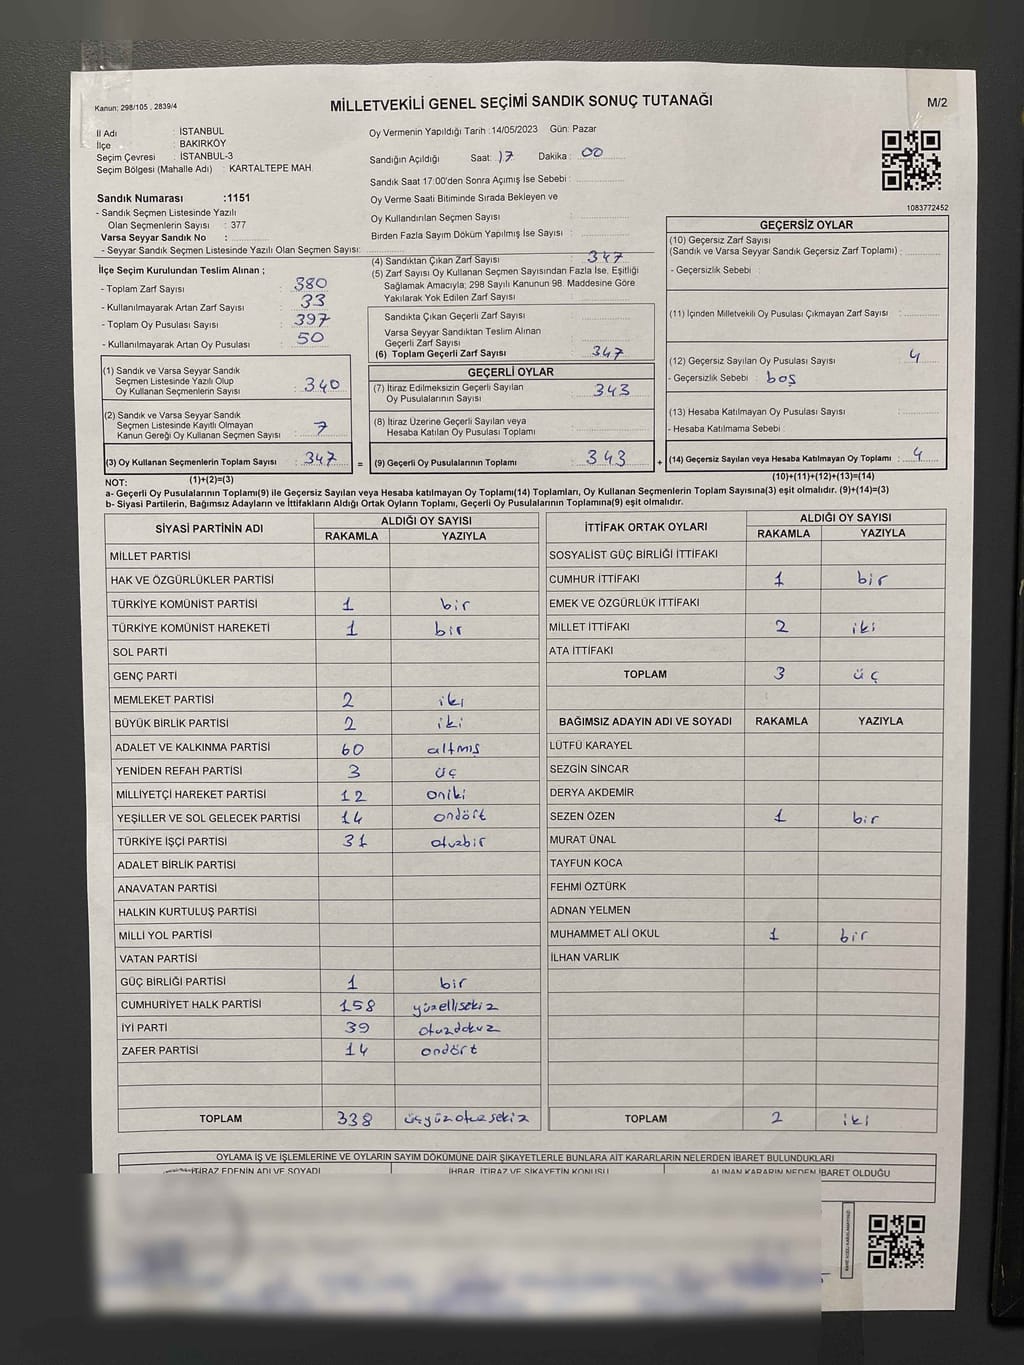 Kanun: 298/105 , 2839/4
MİLLETVEKİLİ GENEL SEÇİMİ SANDIK SONUÇ TUTANAĞI
M/2
İl Adı : İSTANBUL
İlçe : BAKIRKÖY
Seçim Çevresi : İSTANBUL-3
Seçim Bölgesi (Mahalle Adı) : KARTALTEPE MAH
Oy Vermenin Yapıldığı Tarih :14/05/2023 Gün: Pazar
Sandığın Açıldığı Saat: 17 Dakika : 00
Sandık Saat 17:00'den Sonra Açımış İse Sebebi :
Oy Verme Saati Bitiminde Sırada Bekleyen ve
Oy Kullandırılan Seçmen Sayısı :
Birden Fazla Sayım Döküm Yapılmış İse Sayısı :
1083772452
Sandık Numarası :1151
- Sandık Seçmen Listesinde Yazılı
Olan Seçmenlerin Sayısı : 377
Varsa Seyyar Sandık No :
- Seyyar Sandık Seçmen Listesinde Yazılı Olan Seçmen Sayısı:
İlçe Seçim Kurulundan Teslim Alınan ;
- Toplam Zarf Sayısı : 380
- Kullanılmayarak Artan Zarf Sayısı : 33
- Toplam Oy Pusulası Sayısı : 397
- Kullanılmayarak Artan Oy Pusulası : 50
(1) Sandık ve Varsa Seyyar Sandık
Seçmen Listesinde Yazılı Olup
Oy Kullanan Seçmenlerin Sayısı : 340
(2) Sandık ve Varsa Seyyar Sandık
Seçmen Listesinde Kayıtlı Olmayan
Kanun Gereği Oy Kullanan Seçmen Sayısı : 7
(3) Oy Kullanan Seçmenlerin Toplam Sayısı : 347
(1)+(2)=(3)
(4) Sandıktan Çıkan Zarf Sayısı : 347
(5) Zarf Sayısı Oy Kullanan Seçmen Sayısından Fazla İse, Eşitliği
Sağlamak Amacıyla; 298 Sayılı Kanunun 98. Maddesine Göre
Yakılarak Yok Edilen Zarf Sayısı :
Sandıkta Çıkan Geçerli Zarf Sayısı :
Varsa Seyyar Sandıktan Teslim Alınan
Geçerli Zarf Sayısı :
(6) Toplam Geçerli Zarf Sayısı : 347
GEÇERLİ OYLAR
(7) İtiraz Edilmeksizin Geçerli Sayılan
Oy Pusulalarının Sayısı : 343
(8) İtiraz Üzerine Geçerli Sayılan veya
Hesaba Katılan Oy Pusulası Toplamı :
= (9) Geçerli Oy Pusulalarının Toplamı : 343
GEÇERSİZ OYLAR
(10) Geçersiz Zarf Sayısı
(Sandık ve Varsa Seyyar Sandık Geçersiz Zarf Toplamı) :
- Geçersizlik Sebebi :
(11) İçinden Milletvekili Oy Pusulası Çıkmayan Zarf Sayısı :
(12) Geçersiz Sayılan Oy Pusulası Sayısı : 4
- Geçersizlik Sebebi : boş
(13) Hesaba Katılmayan Oy Pusulası Sayısı :
- Hesaba Katılmama Sebebi :
+ (14) Geçersiz Sayılan veya Hesaba Katılmayan Oy Toplamı : 4
(10)+(11)+(12)+(13)=(14)
NOT:
a- Geçerli Oy Pusulalarının Toplamı(9) ile Geçersiz Sayılan veya Hesaba katılmayan Oy Toplamı(14) Toplamları, Oy Kullanan Seçmenlerin Toplam Sayısına(3) eşit olmalıdır. (9)+(14)=(3)
b- Siyasi Partilerin, Bağımsız Adayların ve İttifakların Aldığı Ortak Oyların Toplamı, Geçerli Oy Pusulalarının Toplamına(9) eşit olmalıdır.
SİYASİ PARTİNİN ADI ALDIĞI OY SAYISI
RAKAMLA YAZIYLA
MİLLET PARTİSİ
HAK VE ÖZGÜRLÜKLER PARTİSİ
TÜRKİYE KOMÜNİST PARTİSİ 1 bir
TÜRKİYE KOMÜNİST HAREKETİ 1 bir
SOL PARTİ
GENÇ PARTİ
MEMLEKET PARTİSİ 2 iki
BÜYÜK BİRLİK PARTİSİ 2 iki
ADALET VE KALKINMA PARTİSİ 60 altmış
YENİDEN REFAH PARTİSİ 3 üç
MİLLİYETÇİ HAREKET PARTİSİ 12 oniki
YEŞİLLER VE SOL GELECEK PARTİSİ 14 ondört
TÜRKİYE İŞÇİ PARTİSİ 31 otuzbir
ADALET BİRLİK PARTİSİ
ANAVATAN PARTİSİ
HALKIN KURTULUŞ PARTİSİ
MİLLİ YOL PARTİSİ
VATAN PARTİSİ
GÜÇ BİRLİĞİ PARTİSİ 1 bir
CUMHURİYET HALK PARTİSİ 158 yüzellisekiz
İYİ PARTİ 39 otuzdokuz
ZAFER PARTİSİ 14 ondört
TOPLAM 338 üçyüzotuzsekiz
İTTİFAK ORTAK OYLARI ALDIĞI OY SAYISI
RAKAMLA YAZIYLA
SOSYALİST GÜÇ BİRLİĞİ İTTİFAKI
CUMHUR İTTİFAKI 1 bir
EMEK VE ÖZGÜRLÜK İTTİFAKI
MİLLET İTTİFAKI 2 iki
ATA İTTİFAKI
TOPLAM 3 üç
BAĞIMSIZ ADAYIN ADI VE SOYADI RAKAMLA YAZIYLA
LÜTFÜ KARAYEL
SEZGİN SİNCAR
DERYA AKDEMİR
SEZEN ÖZEN 1 bir
MURAT ÜNAL
TAYFUN KOCA
FEHMİ ÖZTÜRK
ADNAN YELMEN
MUHAMMET ALİ OKUL 1 bir
İLHAN VARLIK
TOPLAM 2 iki
OYLAMA İŞ VE İŞLEMLERİNE VE OYLARIN SAYIM DÖKÜMÜNE DAİR ŞİKAYETLERLE BUNLARA AİT KARARLARIN NELERDEN İBARET BULUNDUKLARI
İTİRAZ EDENİN ADI VE SOYADI İHBAR, İTİRAZ VE ŞİKAYETİN KONUSU ALINAN KARARIN NEDEN İBARET OLDUĞU